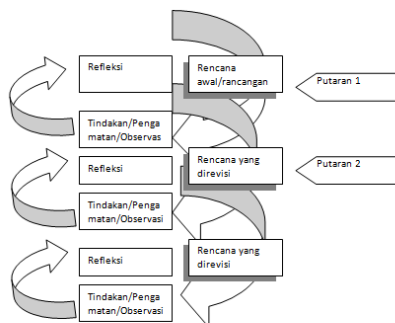 Refleksi
Rencana
awal/rancangan
Putaran 1
Tindakan/Penga
matan/Observas
Refleksi
Rencana yang
direvisi
Putaran 2
Tindakan/Penga
matan/Observasi
Refleksi
Rencana yang
direvisi
Tindakan/Penga
matan/Observasi